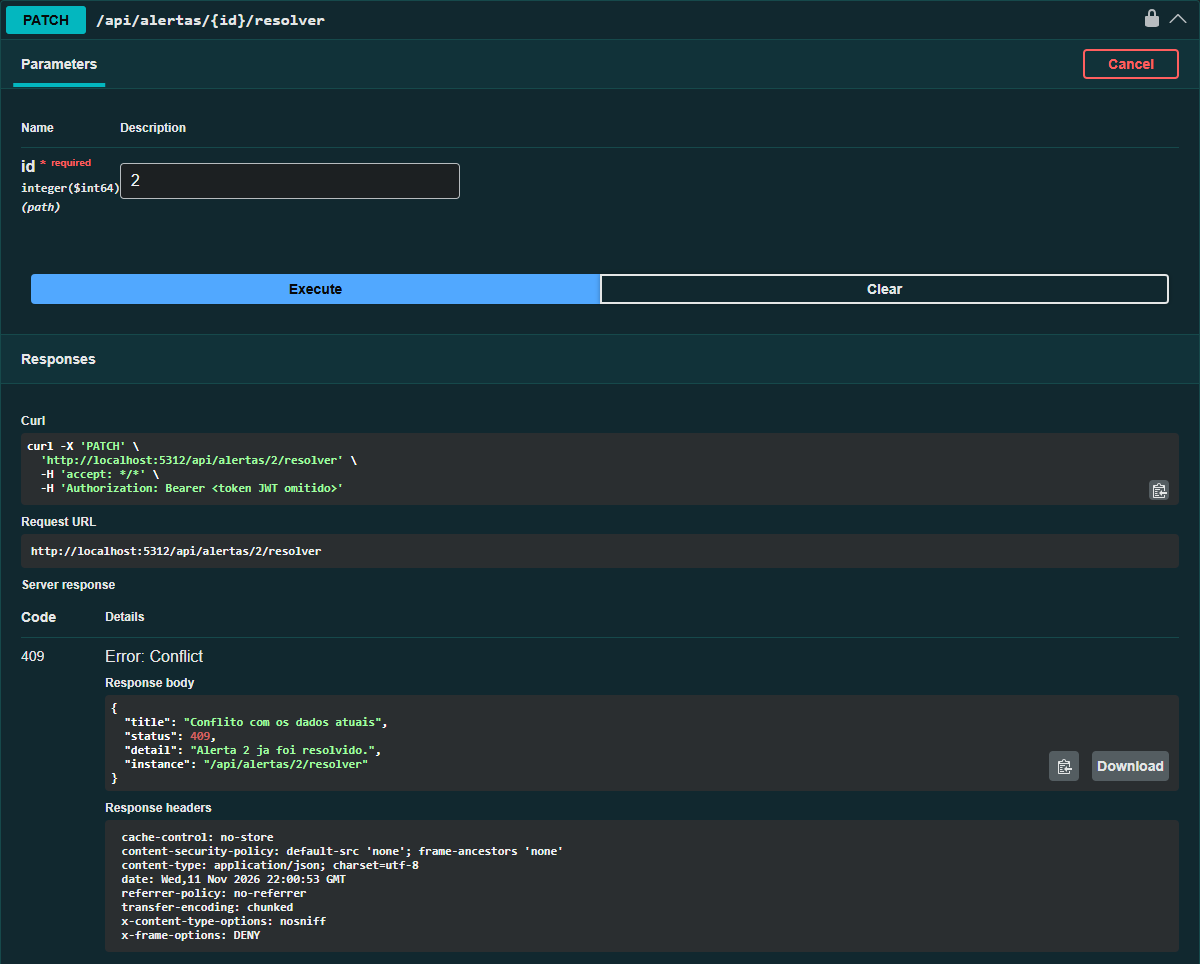 PATCH /api/alertas/{id}/resolver
Parameters
Cancel
Name Description
id * required
integer($int64)
(path)
2
Execute
Clear
Responses
Curl
curl -X 'PATCH' \
  'http://localhost:5312/api/alertas/2/resolver' \
  -H 'accept: */*' \
  -H 'Authorization: Bearer <token JWT omitido>'
Request URL
http://localhost:5312/api/alertas/2/resolver
Server response
Code Details
409 Error: Conflict
Response body
{
  "title": "Conflito com os dados atuais",
  "status": 409,
  "detail": "Alerta 2 ja foi resolvido.",
  "instance": "/api/alertas/2/resolver"
}
Download
Response headers
cache-control: no-store
content-security-policy: default-src 'none'; frame-ancestors 'none'
content-type: application/json; charset=utf-8
date: Wed,11 Nov 2026 22:00:53 GMT
referrer-policy: no-referrer
transfer-encoding: chunked
x-content-type-options: nosniff
x-frame-options: DENY